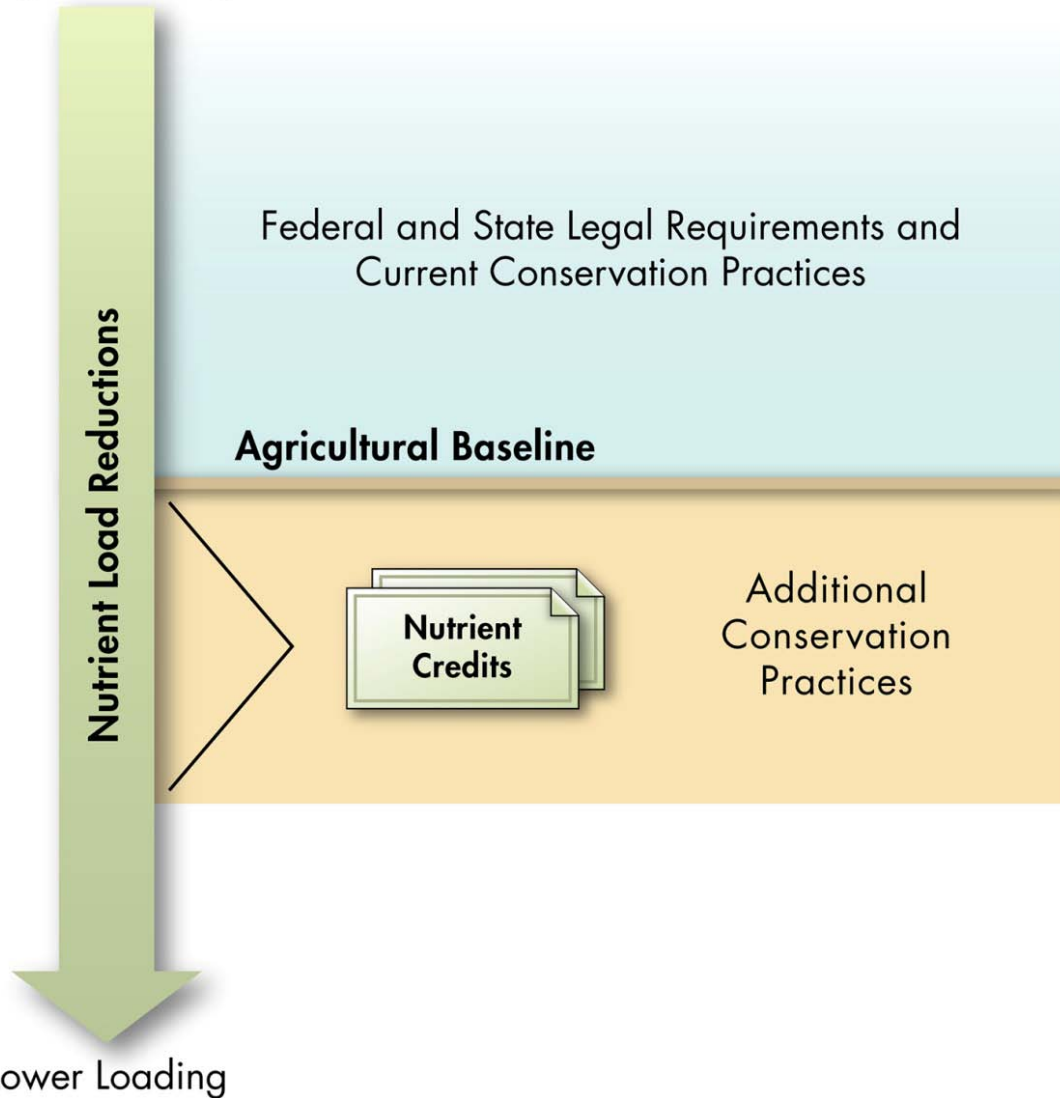 Federal and State Legal Requirements and
Current Conservation Practices
Nutrient Load Reductions
Agricultural Baseline
Nutrient
Credits
Additional
Conservation
Practices
ower Loading